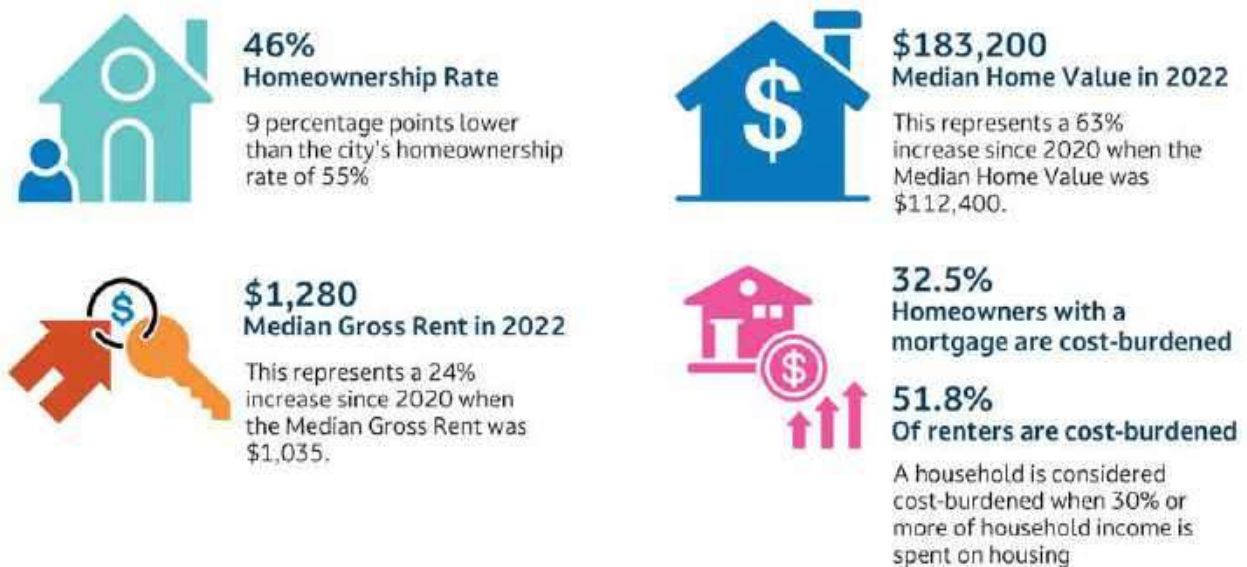 46%
Homeownership Rate
9 percentage points lower
than the city's homeownership
rate of 55%
$183,200
Median Home Value in 2022
This represents a 63%
increase since 2020 when the
Median Home Value was
$112,400.
$
$1,280
Median Gross Rent in 2022
This represents a 24%
increase since 2020 when
the Median Gross Rent was
$1,035.
$
32.5%
Homeowners with a
mortgage are cost-burdened
51.8%
Of renters are cost-burdened
A household is considered
cost-burdened when 30% or
more of household income is
spent on housing
$